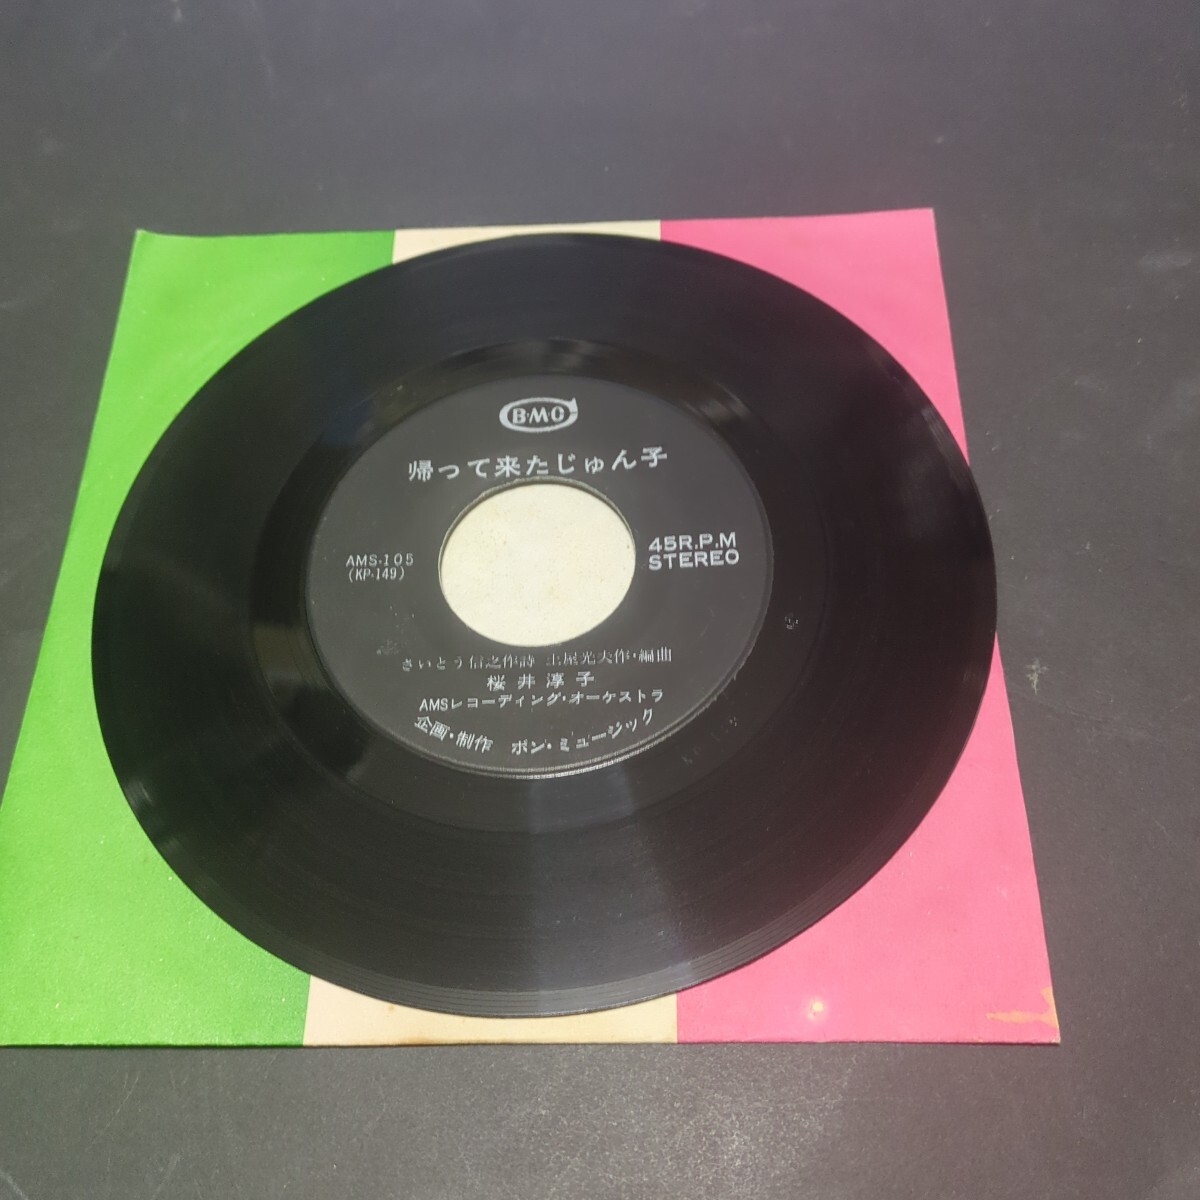 B·M·C
帰って来たじゅん子
AMS-105
(KP-149)
45R.P.M
STEREO
さいとう信之作詩 土屋光夫作・編曲
桜井淳子
AMSレコーディング・オーケストラ
企画・制作 ボン・ミュージック